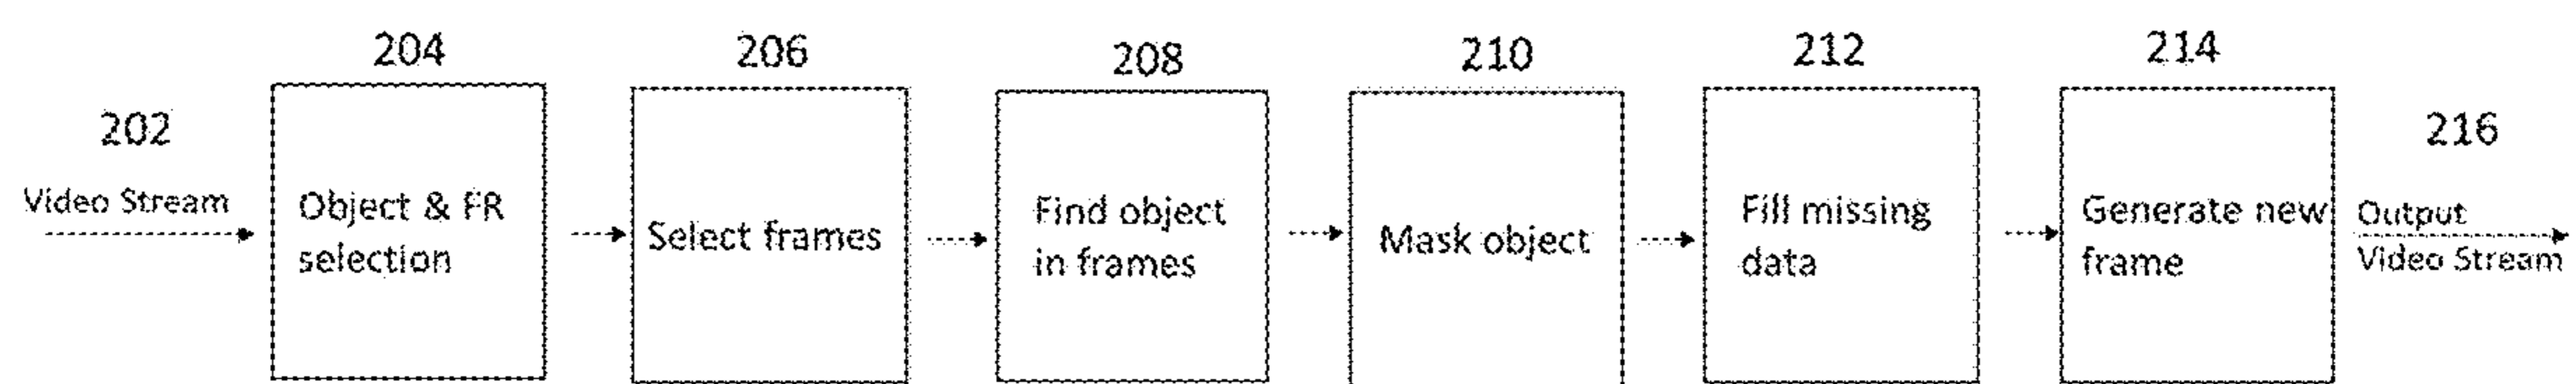 202
Video Stream
204
Object & FR
selection
206
Select frames
208
Find object
in frames
210
Mask object
212
Fill missing
data
214
Generate new
frame
216
Output
Video Stream